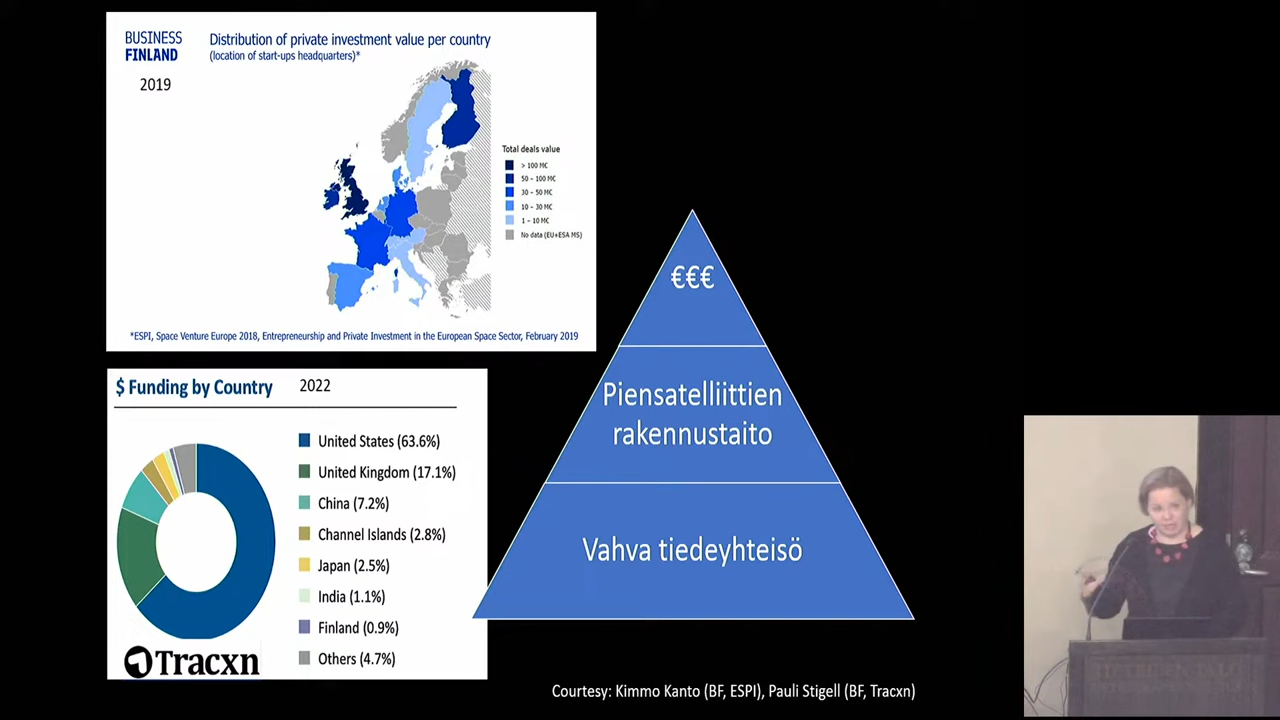 BUSINESS
FINLAND
2019
Distribution of private investment value per country
(location of start-ups headquarters)*
Total deals value
> 100 M€
50 - 100 M€
30 - 50 M€
10 - 30 M€
1 - 10 M€
No data (EU+ESA MS)
*ESPI, Space Venture Europe 2018, Entrepreneurship and Private Investment in the European Space Sector, February 2019
$ Funding by Country
2022
United States (63.6%)
United Kingdom (17.1%)
China (7.2%)
Channel Islands (2.8%)
Japan (2.5%)
India (1.1%)
Finland (0.9%)
Others (4.7%)
Tracxn
€€€
Piensatelliittien
rakennustaito
Vahva tiedeyhteisö
Courtesy: Kimmo Kanto (BF, ESPI), Pauli Stigell (BF, Tracxn)